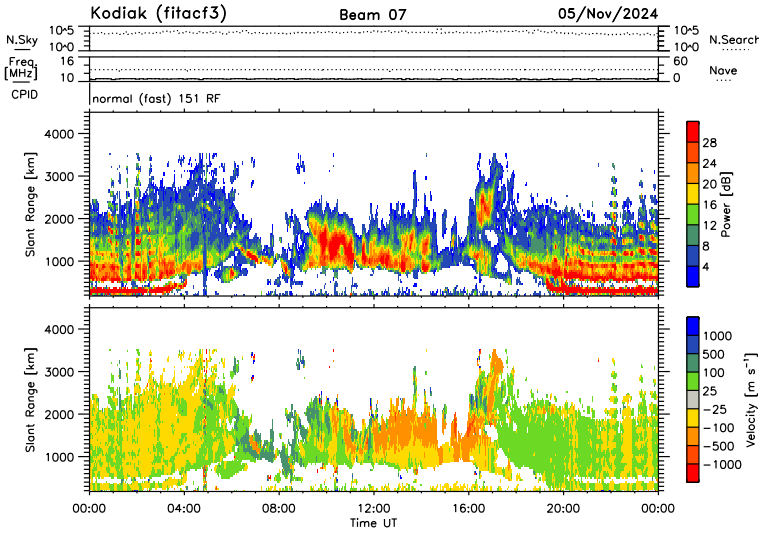 Kodiak (fitacf3) Beam 07 05/Nov/2024
N.Sky 10^5 10^0 10^5 10^0 N.Search
Freq. [MHz] 16 10 60 0 Nave
CPID normal (fast) 151 RF
Slant Range [km] 4000 3000 2000 1000
28 24 20 16 12 8 4 Power [dB]
Slant Range [km] 4000 3000 2000 1000
1000 500 100 25 -25 -100 -500 -1000 Velocity [m s⁻¹]
00:00 04:00 08:00 12:00 16:00 20:00 00:00
Time UT